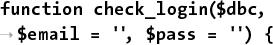 function check_login($dbc,
→ $email = '', $pass = '') {